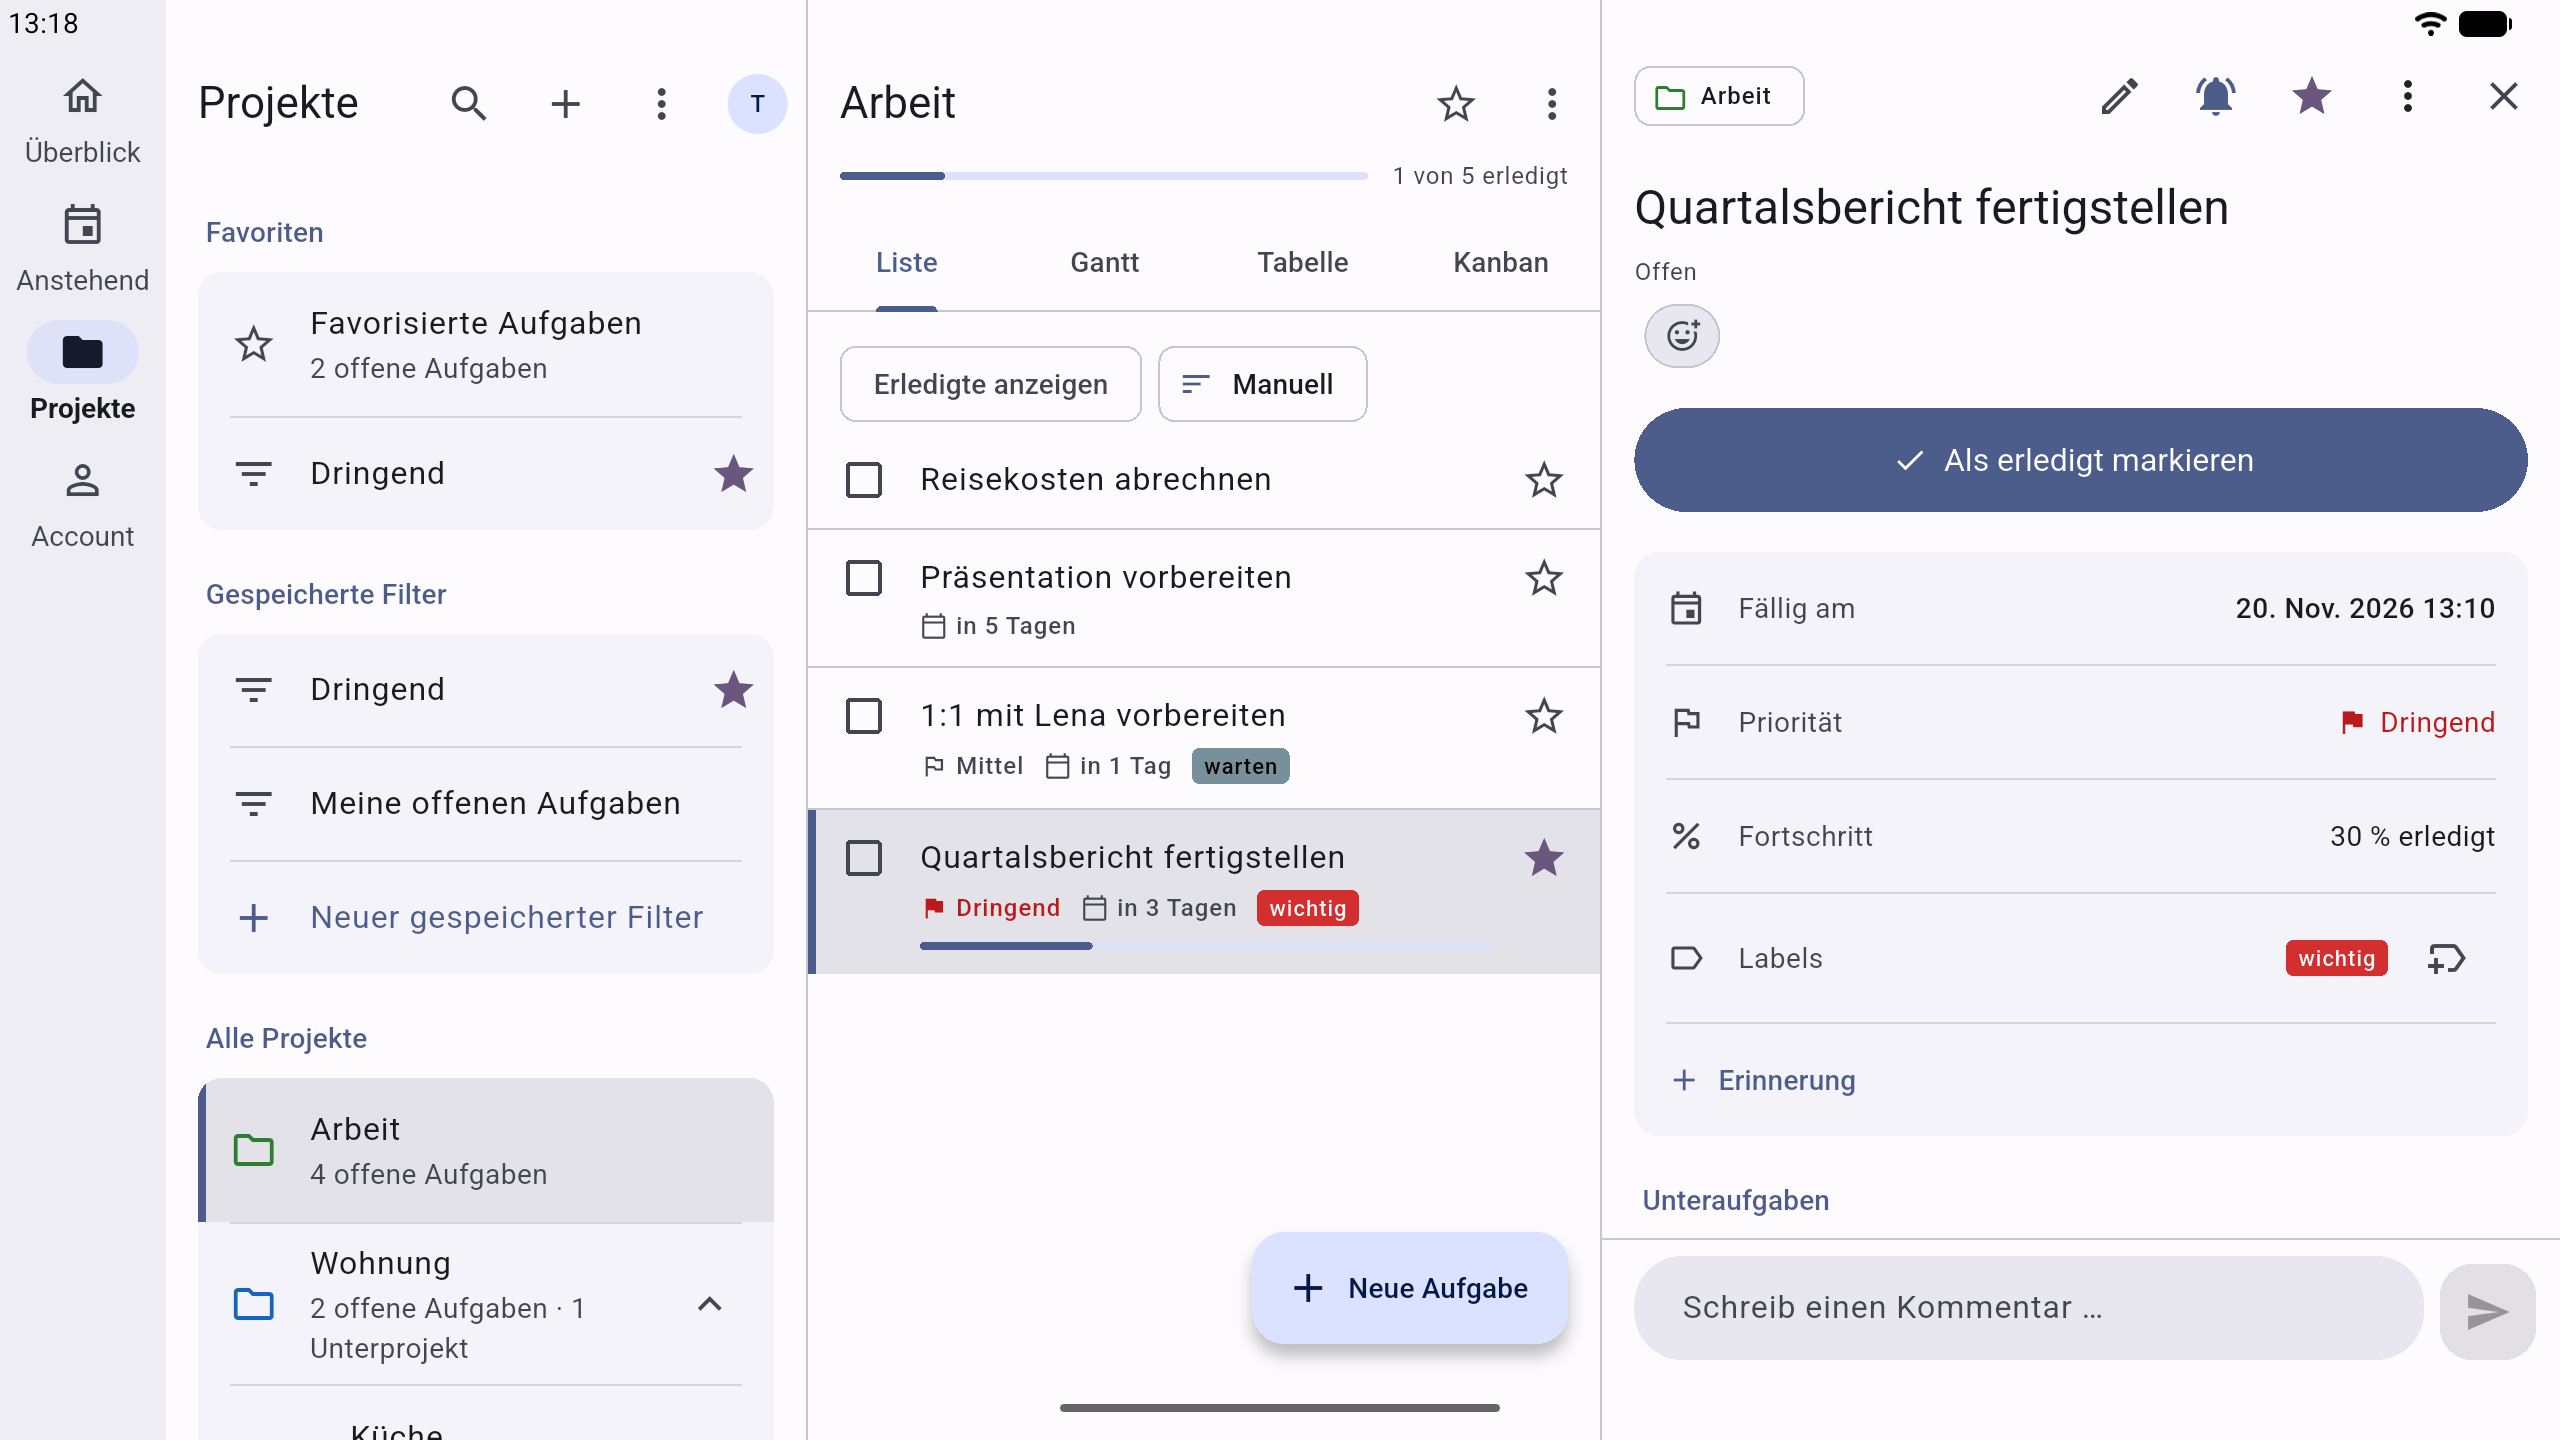 13:18
Überblick
Anstehend
Projekte
Account
Projekte
T
Favoriten
Favorisierte Aufgaben
2 offene Aufgaben
Dringend
Gespeicherte Filter
Dringend
Meine offenen Aufgaben
Neuer gespeicherter Filter
Alle Projekte
Arbeit
4 offene Aufgaben
Wohnung
2 offene Aufgaben · 1
Unterprojekt
Küche
Arbeit
1 von 5 erledigt
Liste Gantt Tabelle Kanban
Erledigte anzeigen Manuell
Reisekosten abrechnen
Präsentation vorbereiten
in 5 Tagen
1:1 mit Lena vorbereiten
Mittel in 1 Tag warten
Quartalsbericht fertigstellen
Dringend in 3 Tagen wichtig
Neue Aufgabe
Arbeit
Quartalsbericht fertigstellen
Offen
Als erledigt markieren
Fällig am 20. Nov. 2026 13:10
Priorität Dringend
Fortschritt 30 % erledigt
Labels wichtig
Erinnerung
Unteraufgaben
Schreib einen Kommentar …